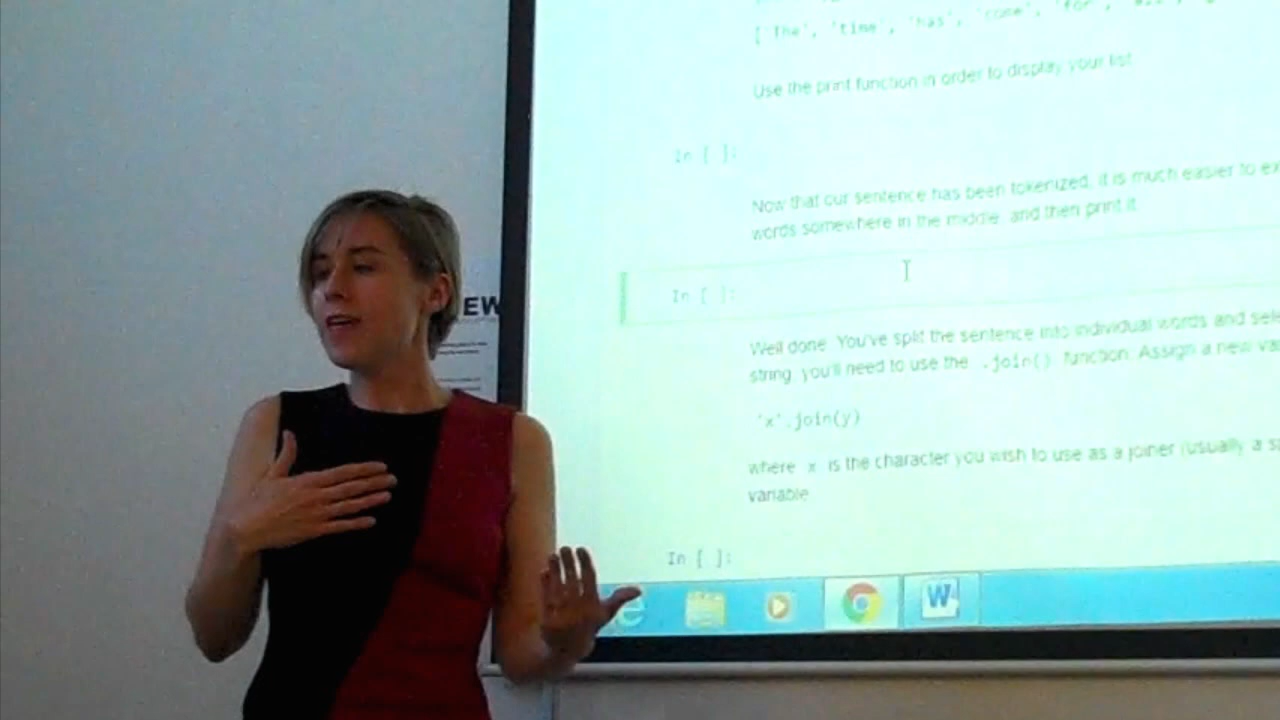 ['The', 'time', 'has', 'come', 'for', 'all',
Use the print function in order to display your list.
In [ ]:
Now that our sentence has been tokenized, it is much easier to ex
words somewhere in the middle, and then print it.
EW
In [ ]:
Well done. You've split the sentence into individual words and sele
string, you'll need to use the .join() function. Assign a new va
'x'.join(y)
where x is the character you wish to use as a joiner (usually a s
variable
In [ ]:
W